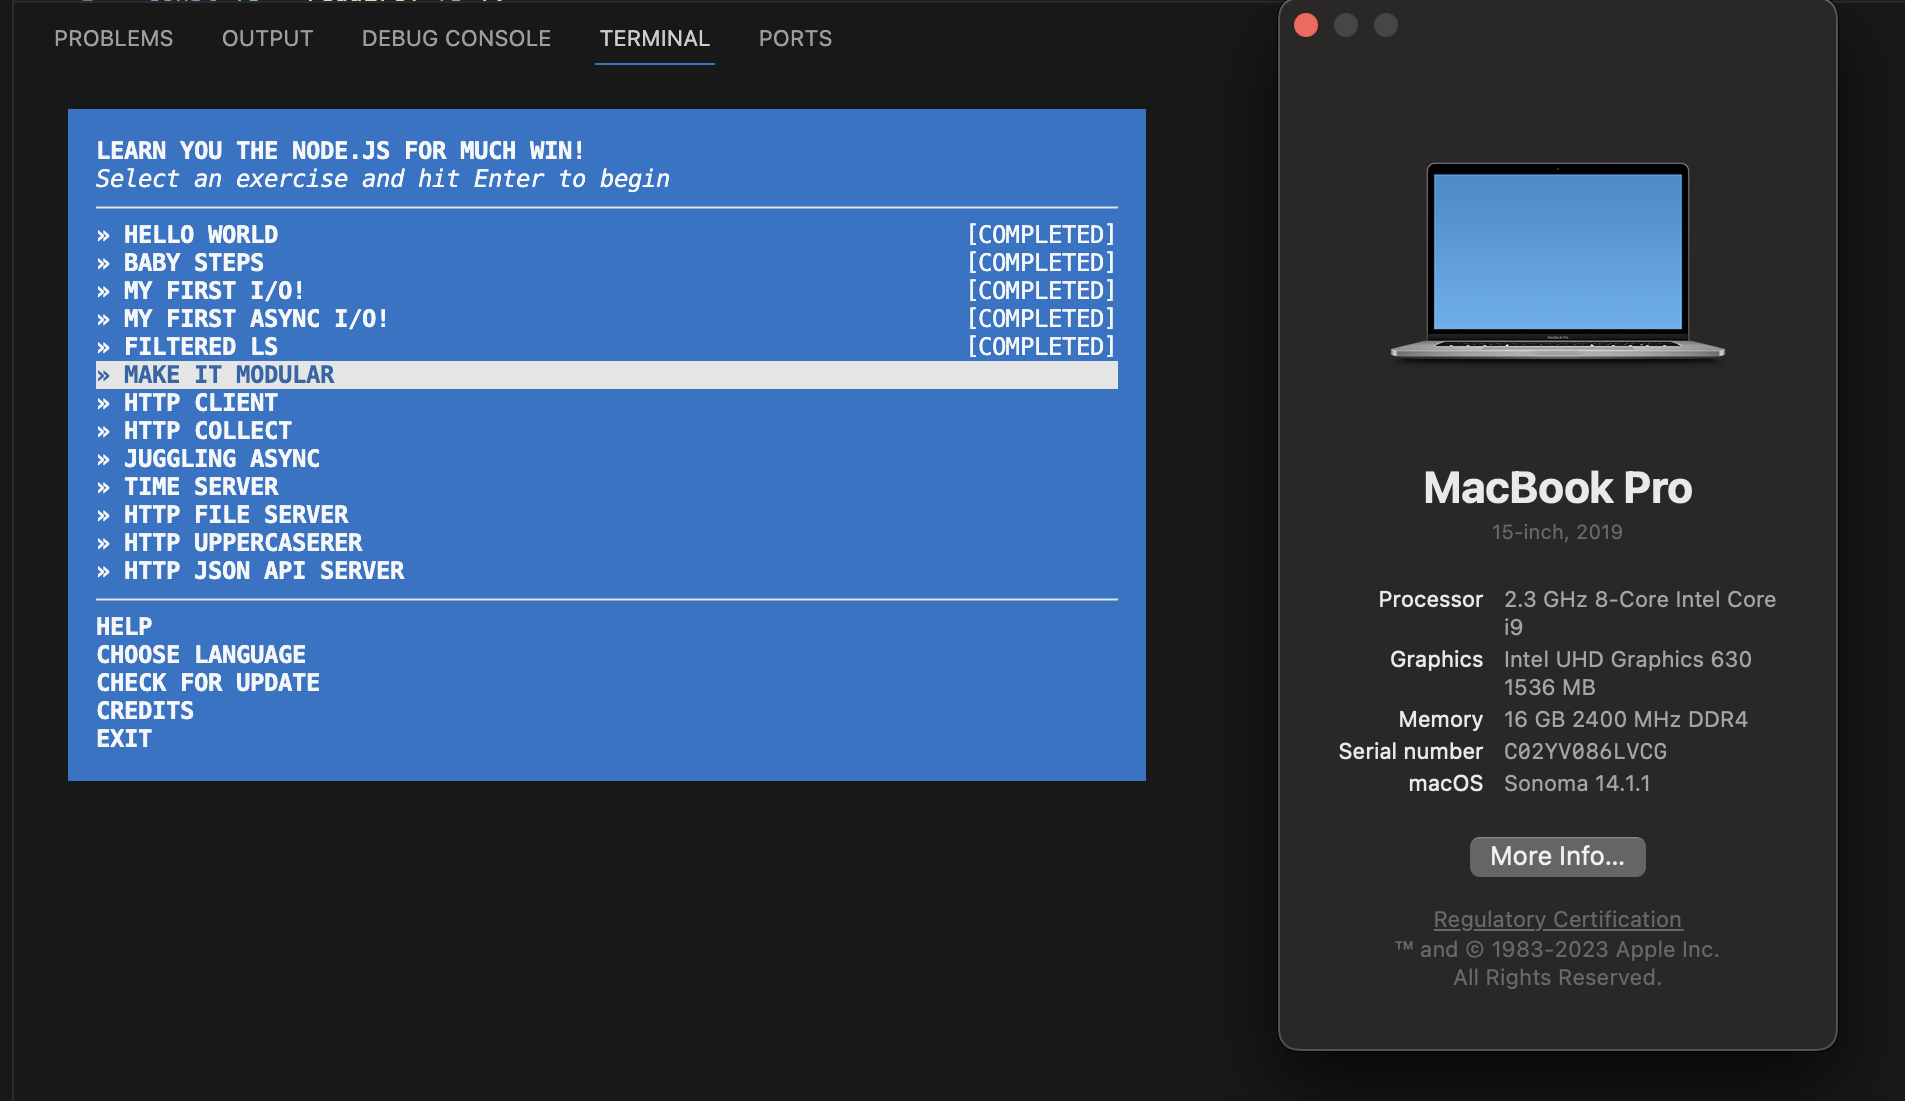 PROBLEMS OUTPUT DEBUG CONSOLE TERMINAL PORTS
LEARN YOU THE NODE.JS FOR MUCH WIN!
Select an exercise and hit Enter to begin
» HELLO WORLD [COMPLETED]
» BABY STEPS [COMPLETED]
» MY FIRST I/O! [COMPLETED]
» MY FIRST ASYNC I/O! [COMPLETED]
» FILTERED LS [COMPLETED]
» MAKE IT MODULAR
» HTTP CLIENT
» HTTP COLLECT
» JUGGLING ASYNC
» TIME SERVER
» HTTP FILE SERVER
» HTTP UPPERCASERER
» HTTP JSON API SERVER
HELP
CHOOSE LANGUAGE
CHECK FOR UPDATE
CREDITS
EXIT
MacBook Pro
MacBook Pro
15-inch, 2019
Processor 2.3 GHz 8-Core Intel Core
i9
Graphics Intel UHD Graphics 630
1536 MB
Memory 16 GB 2400 MHz DDR4
Serial number C02YV086LVCG
macOS Sonoma 14.1.1
More Info...
Regulatory Certification
™ and © 1983-2023 Apple Inc.
All Rights Reserved.